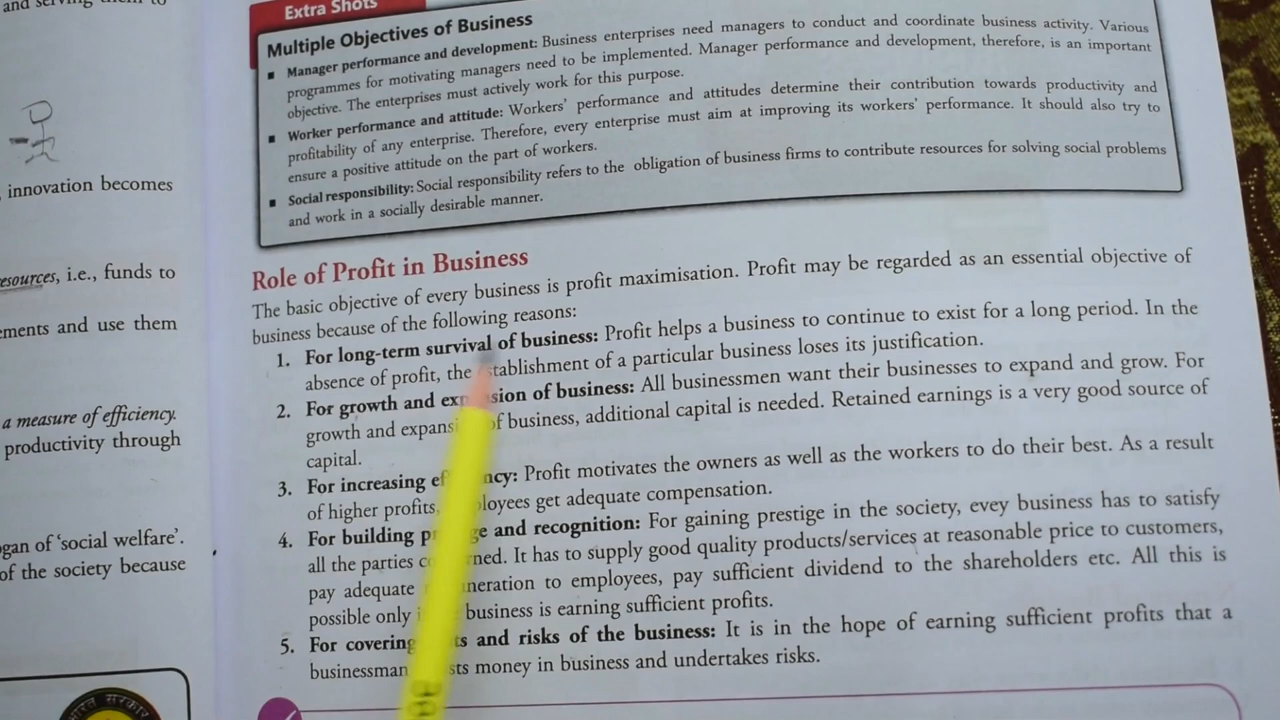 and serving them to
innovation becomes
resources, i.e., funds to
ements and use them
a measure of efficiency.
productivity through
gan of 'social welfare'.
of the society because
भारत सरकार
Extra Shots
Multiple Objectives of Business
▪ Manager performance and development: Business enterprises need managers to conduct and coordinate business activity. Various
programmes for motivating managers need to be implemented. Manager performance and development, therefore, is an important
objective. The enterprises must actively work for this purpose.
▪ Worker performance and attitude: Workers' performance and attitudes determine their contribution towards productivity and
profitability of any enterprise. Therefore, every enterprise must aim at improving its workers' performance. It should also try to
ensure a positive attitude on the part of workers.
▪ Social responsibility: Social responsibility refers to the obligation of business firms to contribute resources for solving social problems
and work in a socially desirable manner.
Role of Profit in Business
The basic objective of every business is profit maximisation. Profit may be regarded as an essential objective of
business because of the following reasons:
1. For long-term survival of business: Profit helps a business to continue to exist for a long period. In the
absence of profit, the establishment of a particular business loses its justification.
2. For growth and expansion of business: All businessmen want their businesses to expand and grow. For
growth and expansi of business, additional capital is needed. Retained earnings is a very good source of
capital.
3. For increasing ef ncy: Profit motivates the owners as well as the workers to do their best. As a result
of higher profits, ployees get adequate compensation.
4. For building p ge and recognition: For gaining prestige in the society, evey business has to satisfy
all the parties c ned. It has to supply good quality products/services at reasonable price to customers,
pay adequate neration to employees, pay sufficient dividend to the shareholders etc. All this is
possible only i business is earning sufficient profits.
5. For covering ts and risks of the business: It is in the hope of earning sufficient profits that a
businessman sts money in business and undertakes risks.